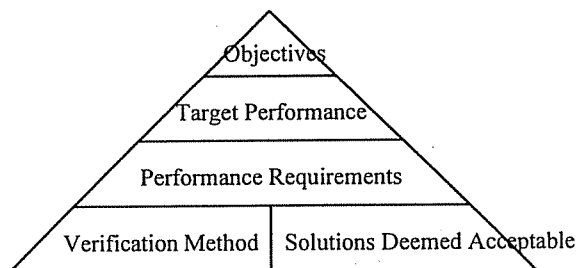 Objectives
Target Performance
Performance Requirements
Verification Method
Solutions Deemed Acceptable